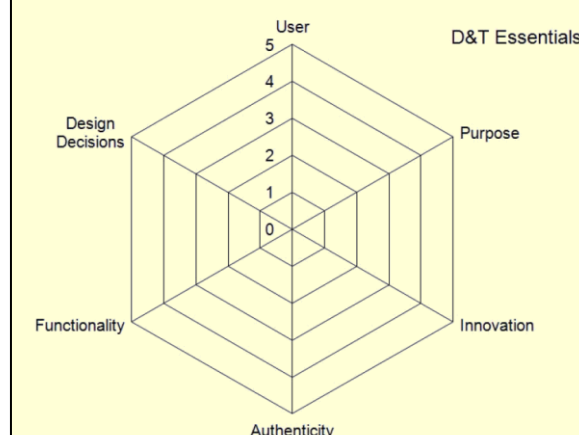 User
D&T Essentials
5
4
3
2
1
0
Design
Decisions
Purpose
Functionality
Innovation
Authenticity